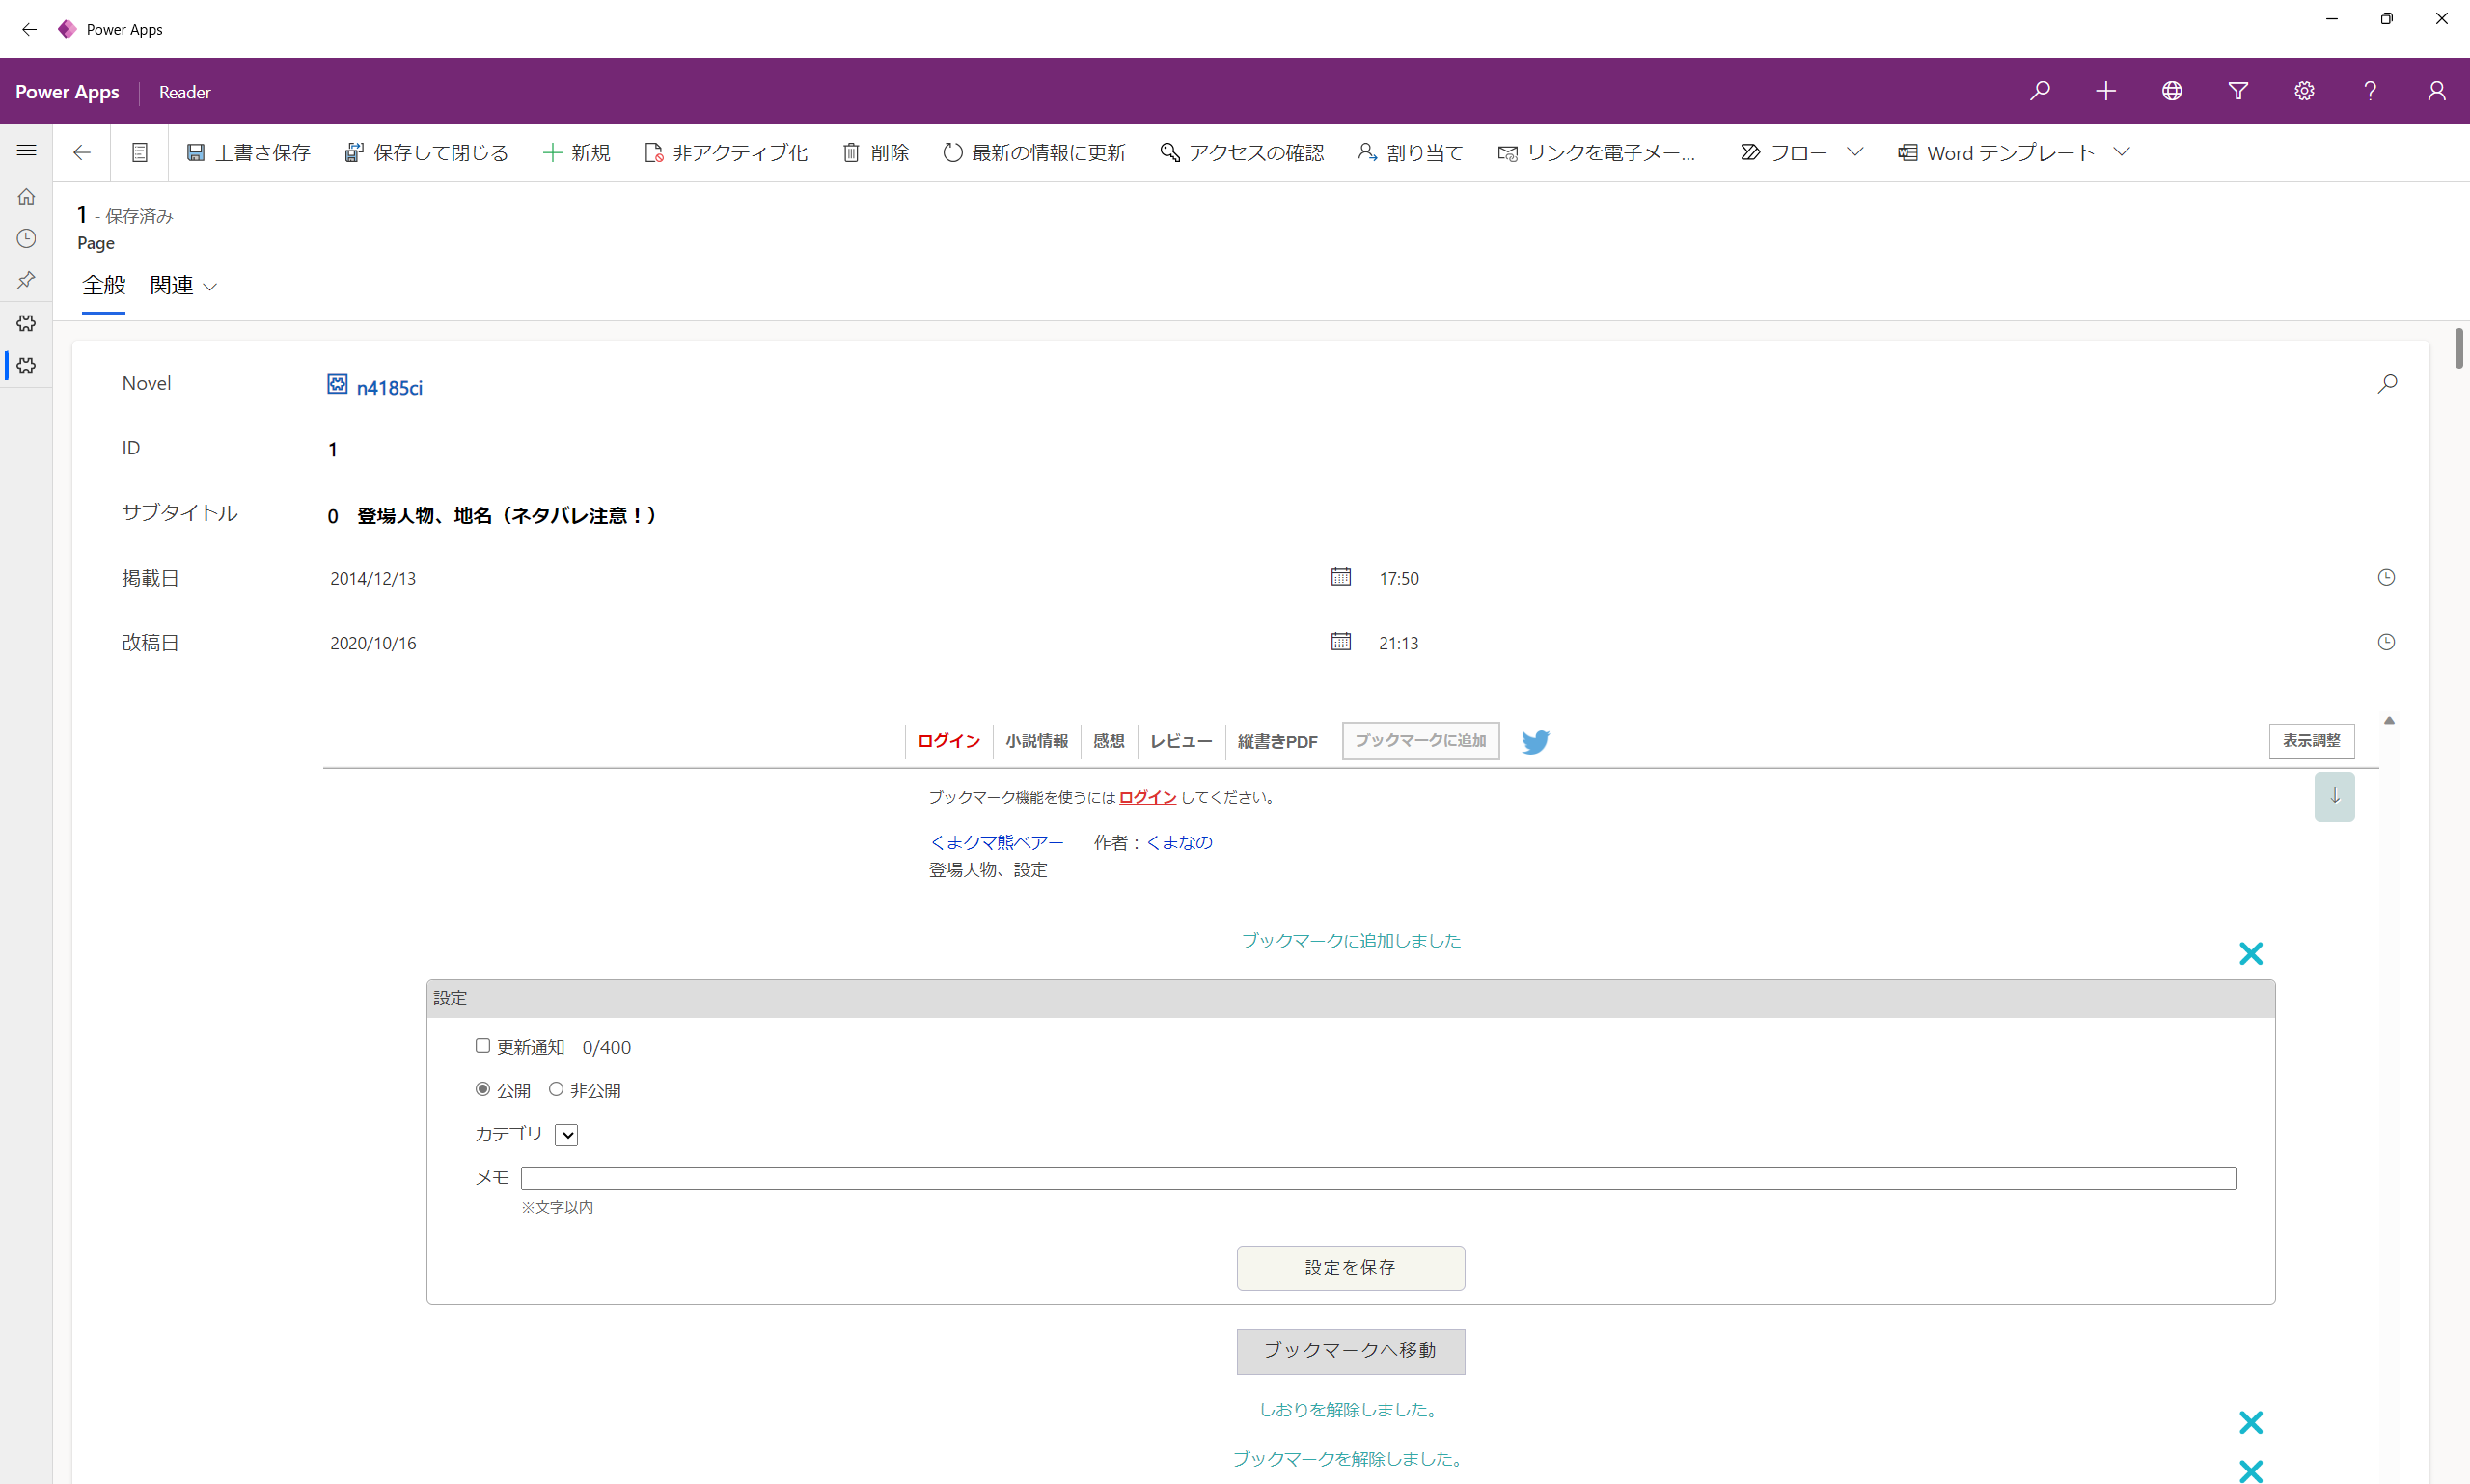 Power Apps
Power Apps Reader
上書き保存 保存して閉じる 新規 非アクティブ化 削除 最新の情報に更新 アクセスの確認 割り当て リンクを電子メー... フロー Word テンプレート
1 - 保存済み
Page
全般 関連
Novel n4185ci
ID 1
サブタイトル 0 登場人物、地名（ネタバレ注意！）
掲載日 2014/12/13 17:50
改稿日 2020/10/16 21:13
ログイン 小説情報 感想 レビュー 縦書きPDF ブックマークに追加 表示調整
ブックマーク機能を使うにはログインしてください。
↓
くまクマ熊ベアー 作者：くまなの
登場人物、設定
ブックマークに追加しました
設定
更新通知 0/400
公開 非公開
カテゴリ
メモ
※文字以内
設定を保存
ブックマークへ移動
しおりを解除しました。
ブックマークを解除しました。